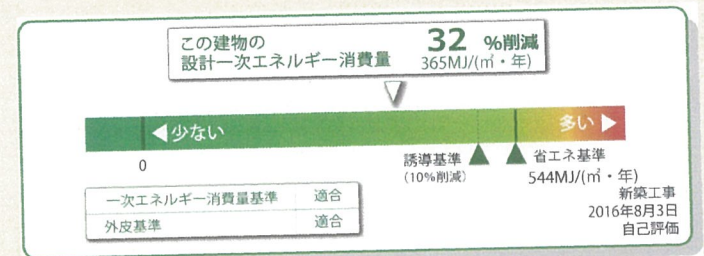 この建物の
設計一次エネルギー消費量
32 %削減
365MJ/(㎡・年)
少ない
多い
0
誘導基準
(10%削減)
省エネ基準
544MJ/(㎡・年)
一次エネルギー消費量基準 適合
外皮基準 適合
新築工事
2016年8月3日
自己評価